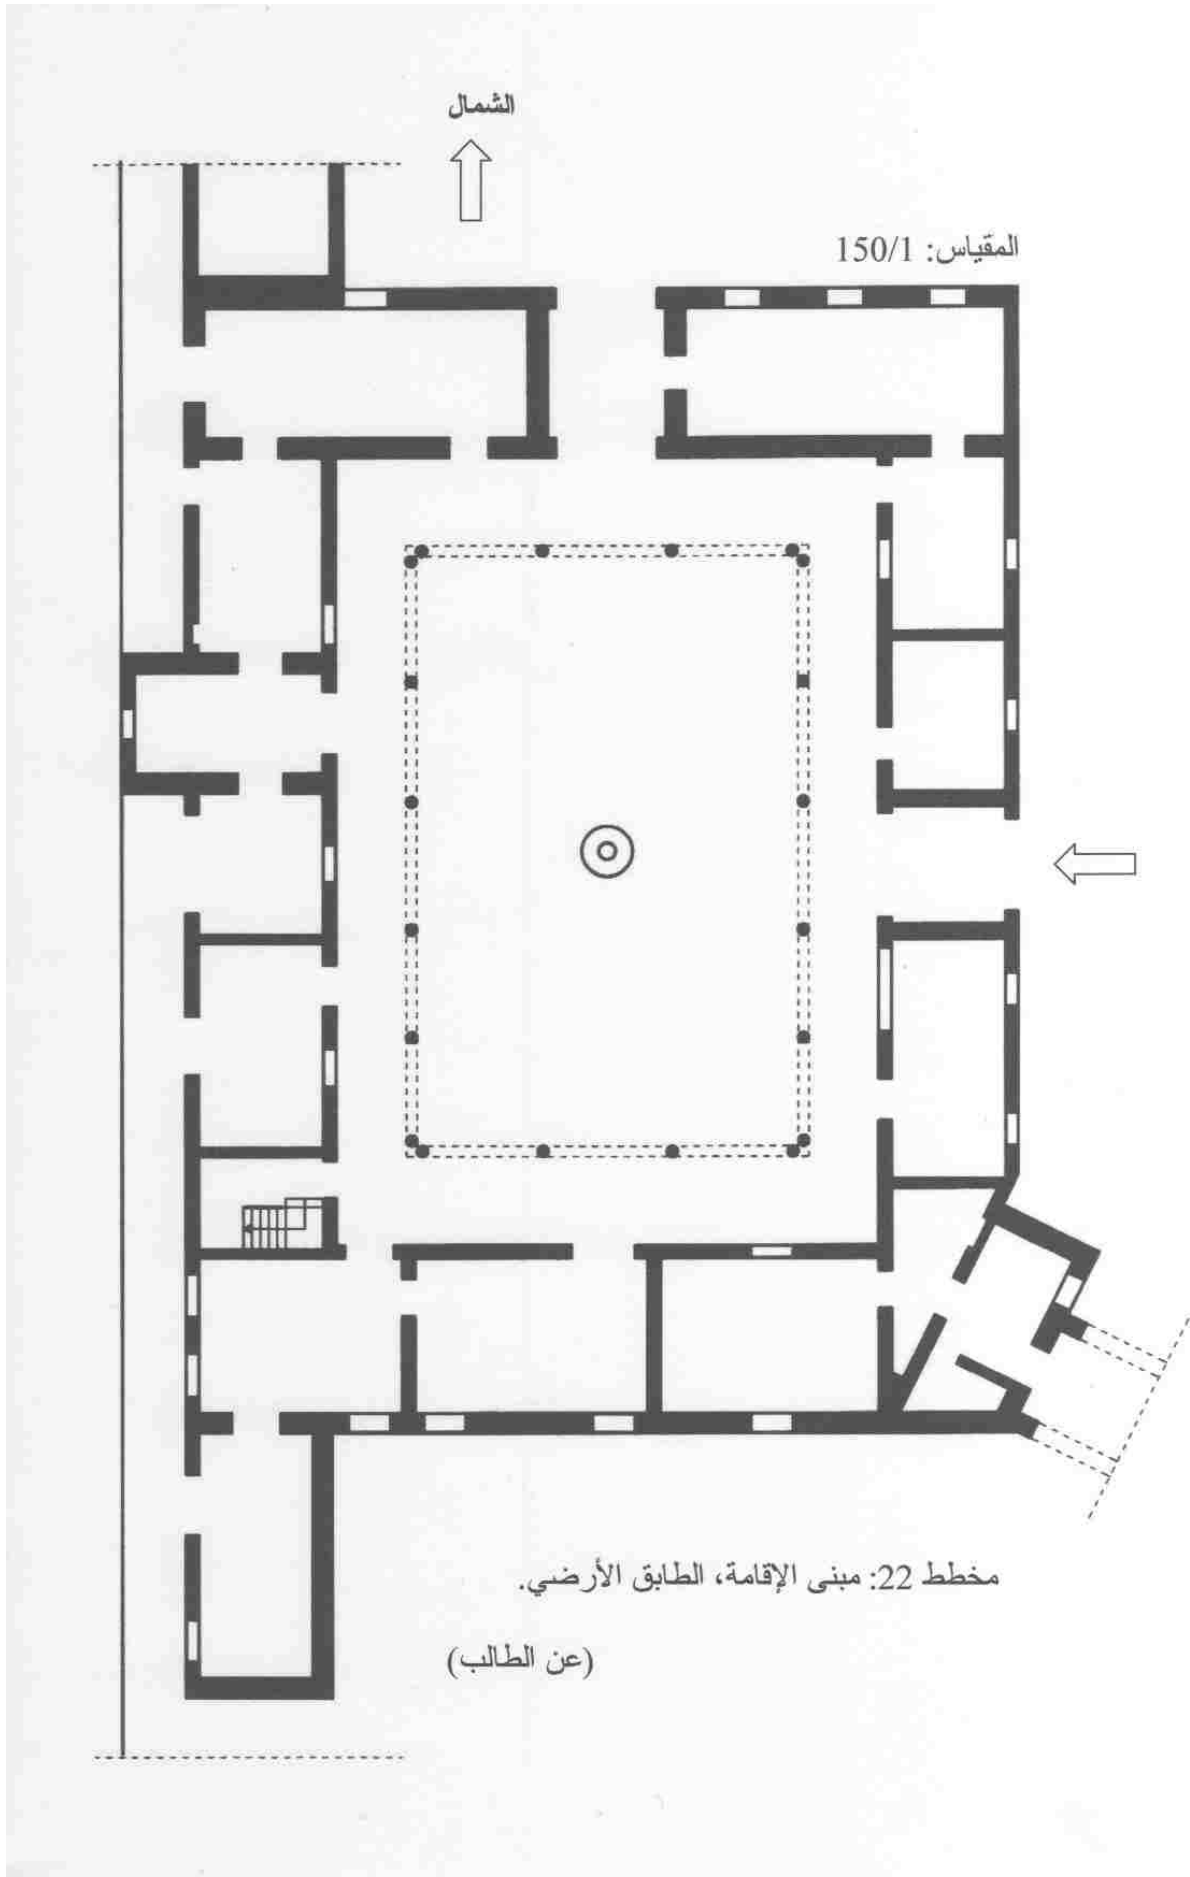 الشمال
المقياس: 150/1
مخطط 22: مبنى الإقامة، الطابق الأرضي.
(عن الطالب)